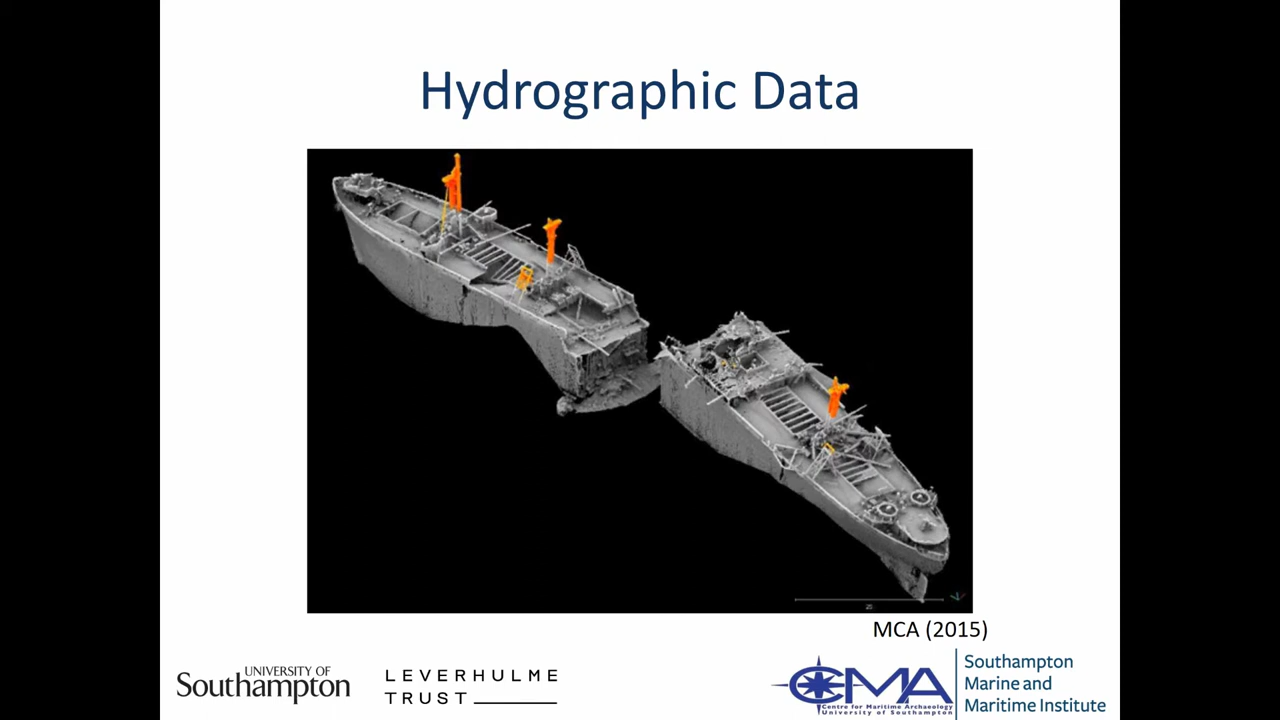 Hydrographic Data
25
MCA (2015)
UNIVERSITY OF
Southampton
LEVERHULME
TRUST
CMA
Centre for Maritime Archaeology
University of Southampton
Southampton
Marine and
Maritime Institute